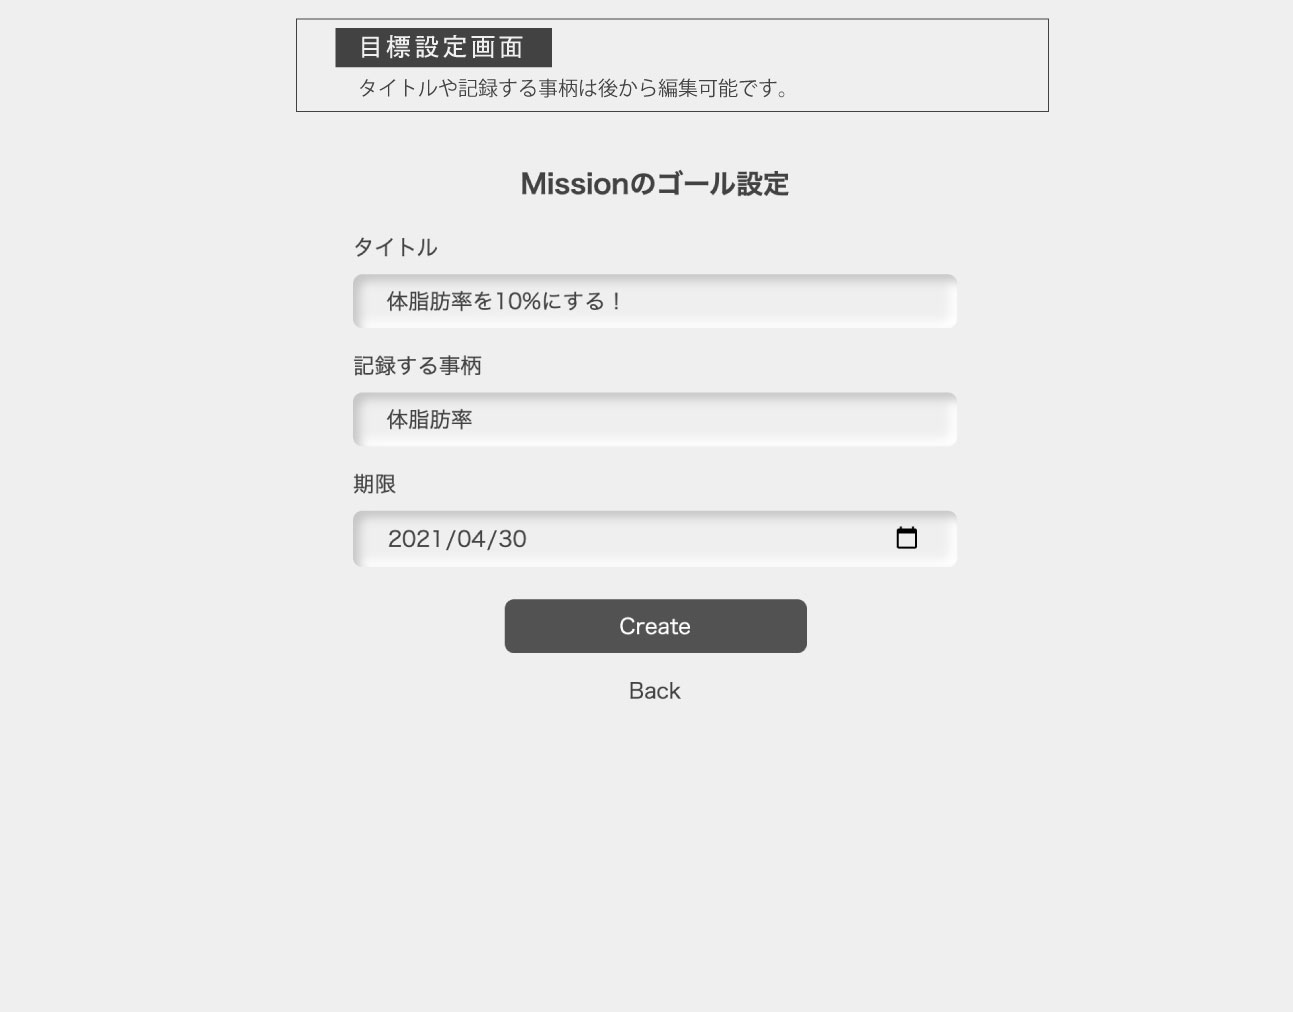 目標設定画面
タイトルや記録する事柄は後から編集可能です。
Missionのゴール設定
タイトル
体脂肪率を10%にする！
記録する事柄
体脂肪率
期限
2021/04/30
Create
Back